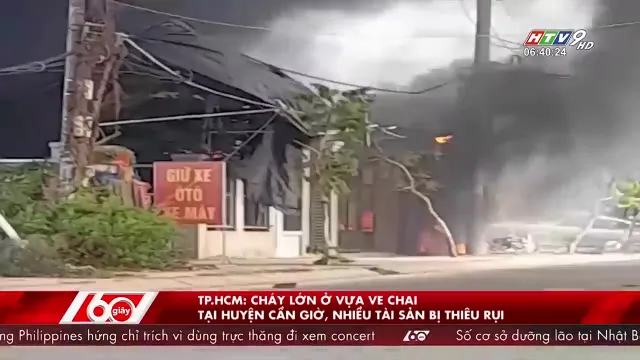 HTV9 HD
06:40:24
GIỮ XE
ÔTÔ
XE MÁY
60 giây
TP.HCM: CHÁY LỚN Ở VỰA VE CHAI
TẠI HUYỆN CẦN GIỜ, NHIỀU TÀI SẢN BỊ THIÊU RỤI
ng Philippines hứng chỉ trích vì dùng trực thăng đi xem concert 60 Số cơ sở dưỡng lão tại Nhật B